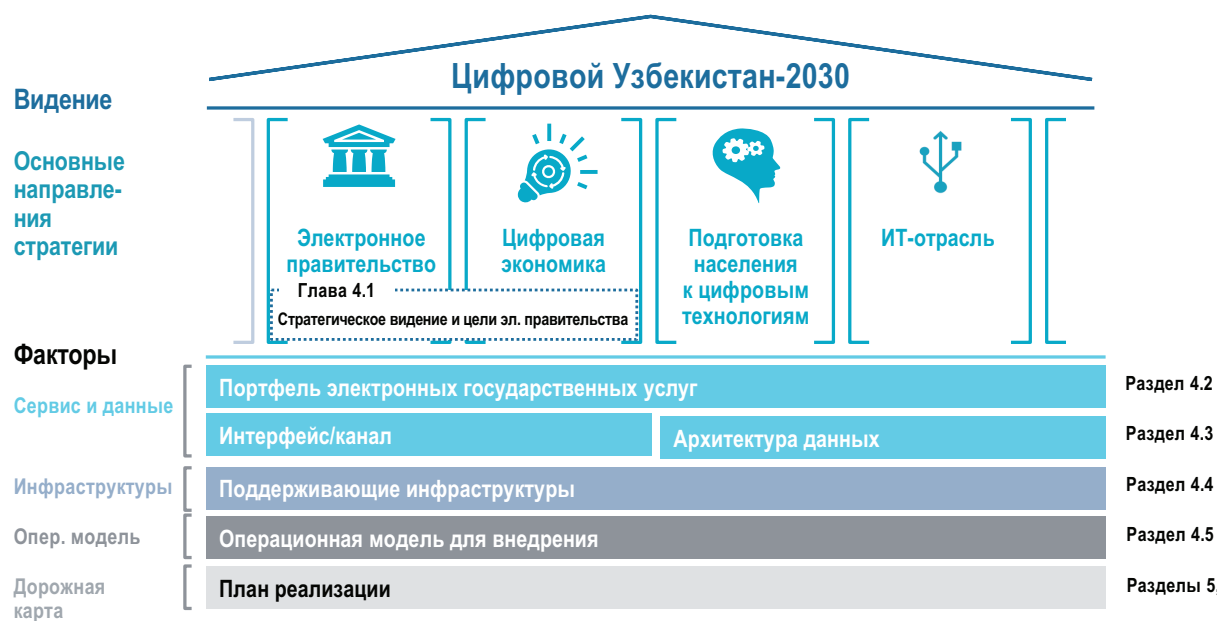 Цифровой Узбекистан-2030
Видение
Основные
направле-
ния
стратегии
Электронное
правительство
Цифровая
экономика
Подготовка
населения
к цифровым
технологиям
ИТ-отрасль
Глава 4.1
Стратегическое видение и цели эл. правительства
Факторы
Сервис и данные
Портфель электронных государственных услуг
Раздел 4.2
Интерфейс/канал
Архитектура данных
Раздел 4.3
Инфраструктуры
Поддерживающие инфраструктуры
Раздел 4.4
Опер. модель
Операционная модель для внедрения
Раздел 4.5
Дорожная
карта
План реализации
Разделы 5,